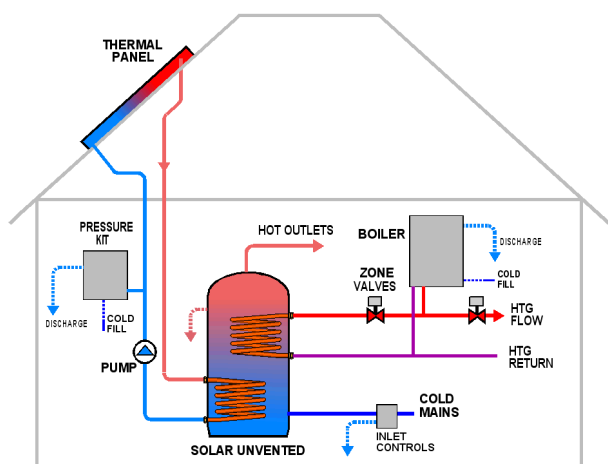 THERMAL
PANEL
PRESSURE
KIT
HOT OUTLETS
BOILER
DISCHARGE
ZONE
VALVES
COLD
FILL
DISCHARGE
COLD
FILL
HTG
FLOW
PUMP
HTG
RETURN
COLD
MAINS
INLET
CONTROLS
SOLAR UNVENTED